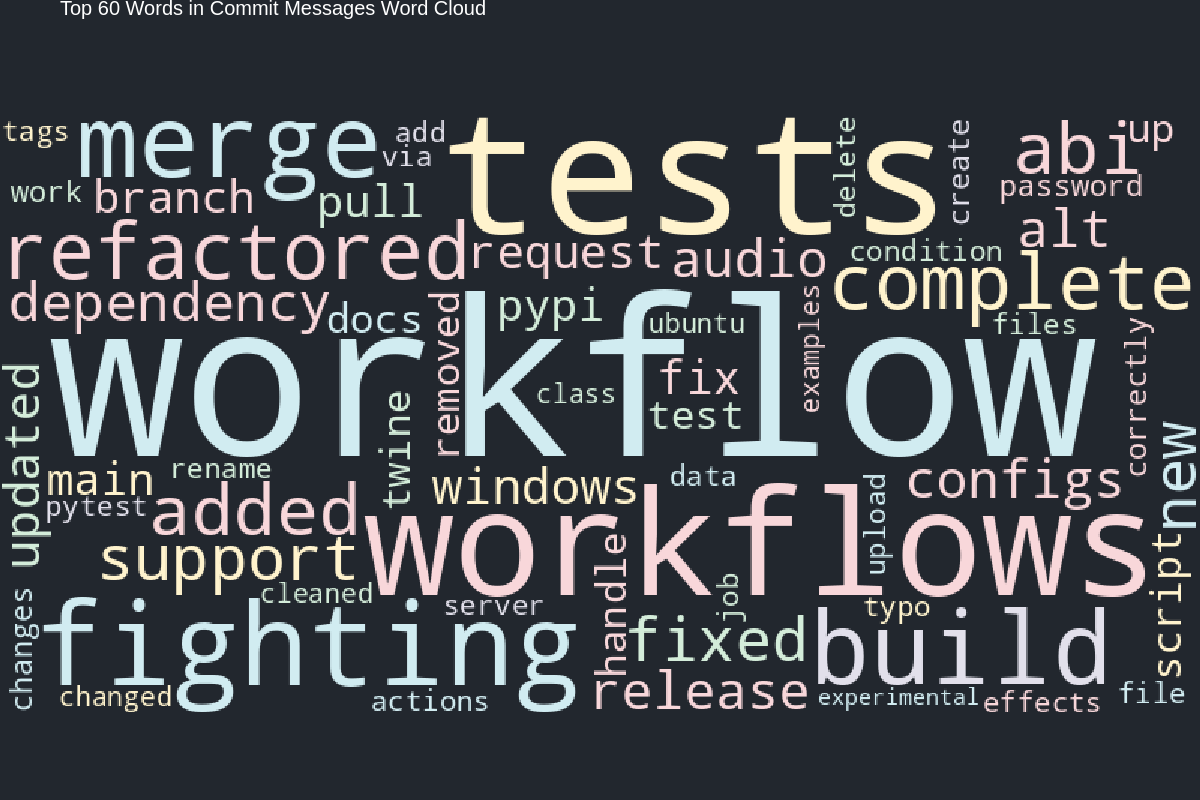 Top 60 Words in Commit Messages Word Cloud
tags
merge
add
via
tests
delete
create
abi
up
work
branch
pull
password
refactored
request
audio
condition
alt
complete
dependency
docs
removed
pypi
ubuntu
examples
files
correctly
workflow
class
fix
test
updated
twine
main
rename
windows
data
configs
new
pytest
added
workflows
upload
support
handle
script
cleaned
server
job
typo
changes
fighting
fixed
build
changed
actions
release
experimental
effects
file